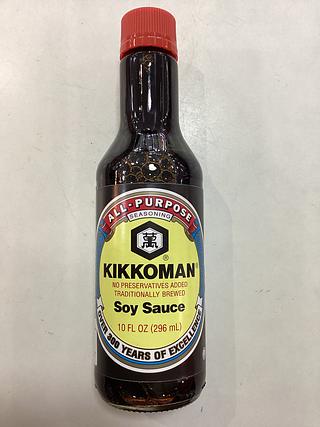 ALL-PURPOSE
SEASONING
萬
®
KIKKOMAN®
NO PRESERVATIVES ADDED
TRADITIONALLY BREWED
Soy Sauce
10 FL OZ (296 mL)
OVER 300 YEARS OF EXCELLENCE